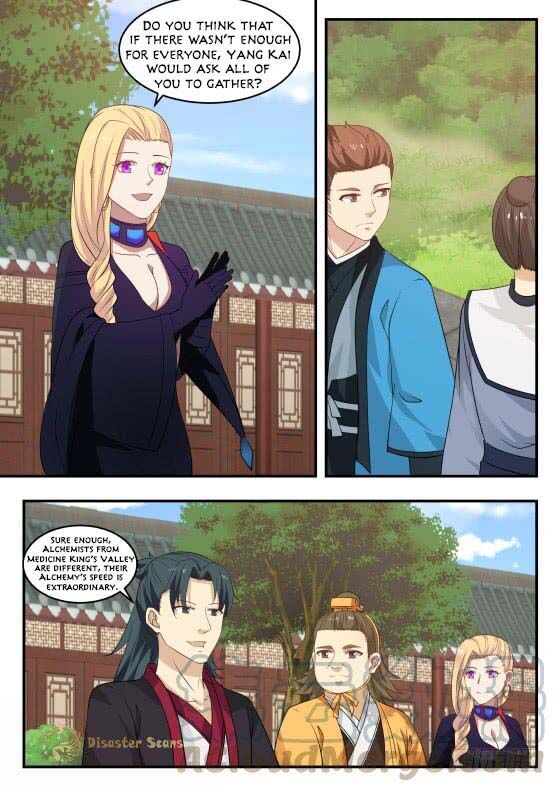 DO YOU THINK THAT
IF THERE WASN'T ENOUGH
FOR EVERYONE, YANG KAI
WOULD ASK ALL OF
YOU TO GATHER?
SURE ENOUGH,
ALCHEMISTS FROM
MEDICINE KING'S VALLEY
ARE DIFFERENT, THEIR
ALCHEMY'S SPEED IS
EXTRAORDINARY.
Disaster Scans